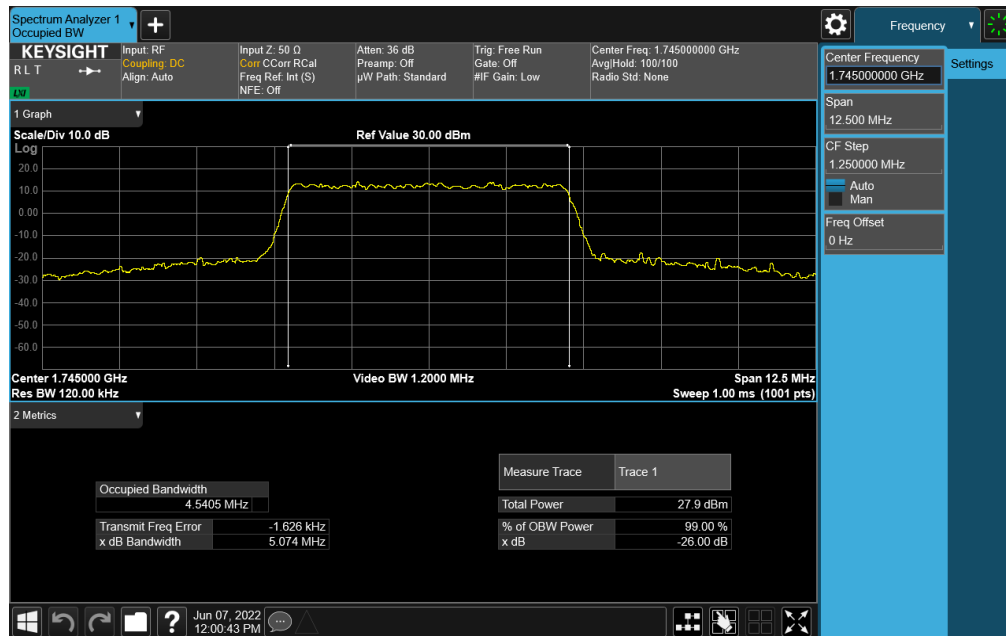 Spectrum Analyzer 1
Occupied BW
Frequency
KEYSIGHT
R L T
LXI
Input: RF
Coupling: DC
Align: Auto
Input Z: 50 Ω
Corr CCorr RCal
Freq Ref: Int (S)
NFE: Off
Atten: 36 dB
Preamp: Off
µW Path: Standard
Trig: Free Run
Gate: Off
#IF Gain: Low
Center Freq: 1.745000000 GHz
Avg|Hold: 100/100
Radio Std: None
Center Frequency
1.745000000 GHz
Settings
Span
12.500 MHz
CF Step
1.250000 MHz
Auto
Man
Freq Offset
0 Hz
1 Graph
Scale/Div 10.0 dB
Ref Value 30.00 dBm
Log
20.0
10.0
0.00
-10.0
-20.0
-30.0
-40.0
-50.0
-60.0
Center 1.745000 GHz
Video BW 1.2000 MHz
Span 12.5 MHz
Res BW 120.00 kHz
Sweep 1.00 ms (1001 pts)
2 Metrics
Measure Trace
Trace 1
Occupied Bandwidth
4.5405 MHz
Total Power
27.9 dBm
Transmit Freq Error
-1.626 kHz
% of OBW Power
99.00 %
x dB Bandwidth
5.074 MHz
x dB
-26.00 dB
?
Jun 07, 2022
12:00:43 PM